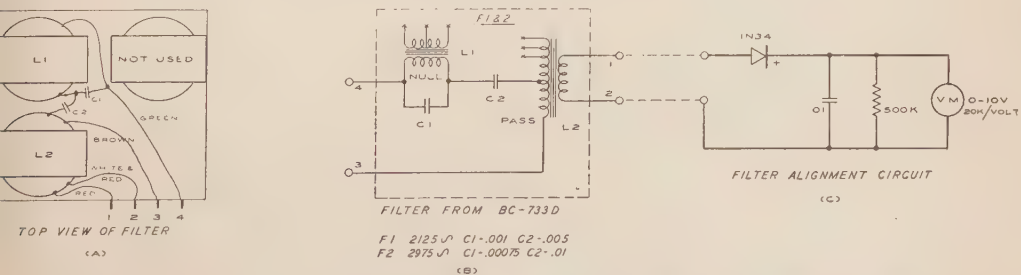 L1
NOT USED
C1
C2
GREEN
BROWN
L2
WHITE &
RED
RED
1 2 3 4
TOP VIEW OF FILTER
(A)
F1 & 2
L1
NULL
4
C2
C1
PASS
L2
3
FILTER FROM BC-733D
F1 2125 C1-.001 C2-.005
F2 2975 C1-.00075 C2-.01
(B)
1
2
1N34
+
.01
500K
VM
0-10V
20K/VOLT
FILTER ALIGNMENT CIRCUIT
(C)